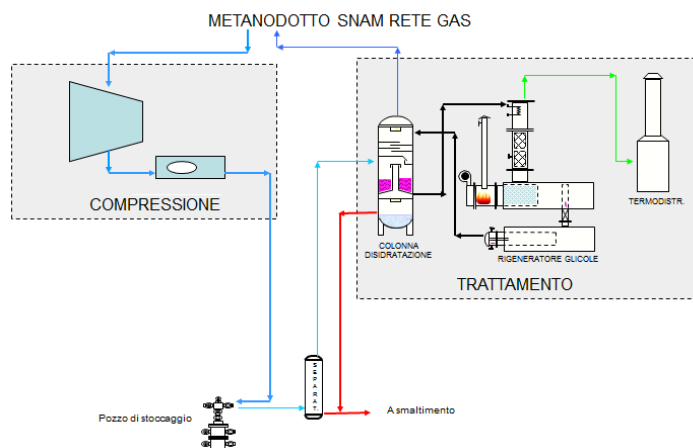 METANODOTTO SNAM RETE GAS
COMPRESSIONE
COLONNA
DISIDRATAZIONE
RIGENERATORE GLICOLE
TERMODISTR.
TRATTAMENTO
SEPARAT.
Pozzo di stoccaggio
A smaltimento